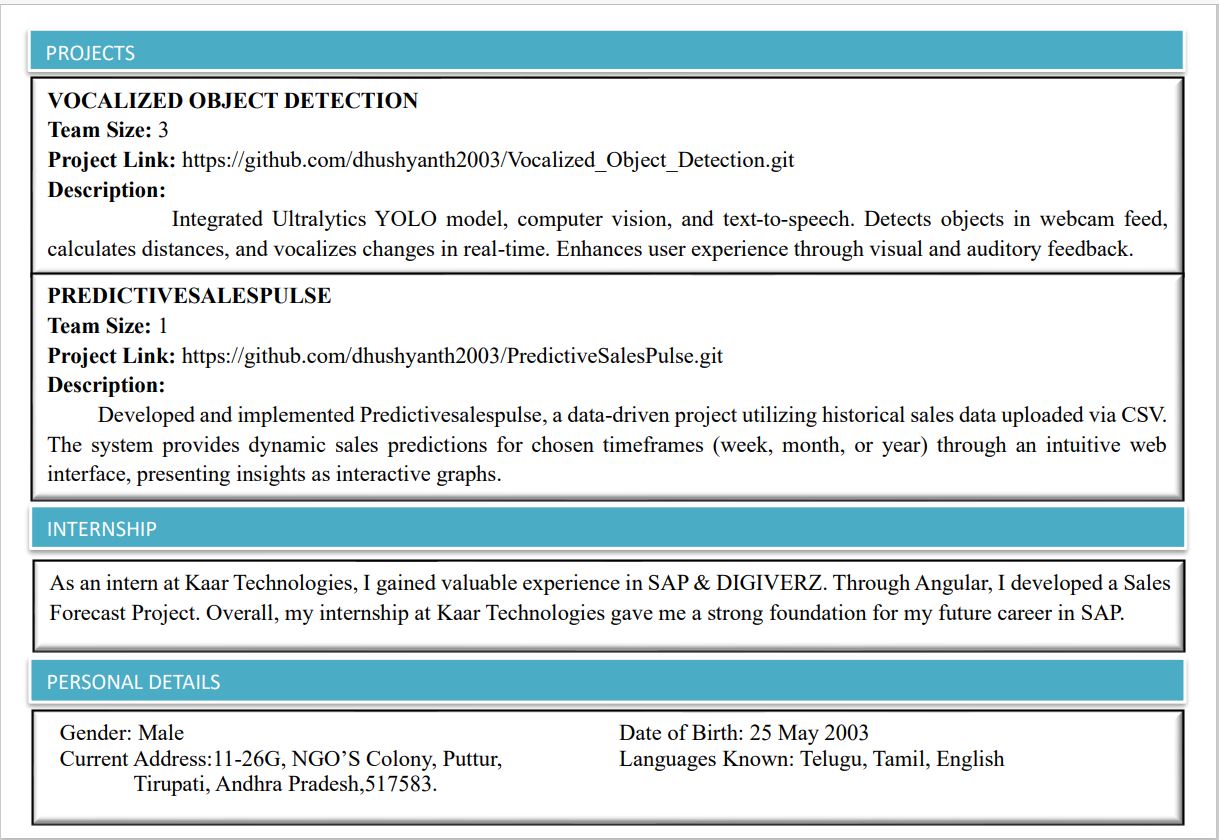 PROJECTS
VOCALIZED OBJECT DETECTION
Team Size: 3
Project Link: https://github.com/dhushyanth2003/Vocalized_Object_Detection.git
Description:
Integrated Ultralytics YOLO model, computer vision, and text-to-speech. Detects objects in webcam feed,
calculates distances, and vocalizes changes in real-time. Enhances user experience through visual and auditory feedback.
PREDICTIVESALESPULSE
Team Size: 1
Project Link: https://github.com/dhushyanth2003/PredictiveSalesPulse.git
Description:
Developed and implemented Predictivesalespulse, a data-driven project utilizing historical sales data uploaded via CSV.
The system provides dynamic sales predictions for chosen timeframes (week, month, or year) through an intuitive web
interface, presenting insights as interactive graphs.
INTERNSHIP
As an intern at Kaar Technologies, I gained valuable experience in SAP & DIGIVERZ. Through Angular, I developed a Sales
Forecast Project. Overall, my internship at Kaar Technologies gave me a strong foundation for my future career in SAP.
PERSONAL DETAILS
Gender: Male
Current Address:11-26G, NGO’S Colony, Puttur,
Tirupati, Andhra Pradesh,517583.
Date of Birth: 25 May 2003
Languages Known: Telugu, Tamil, English